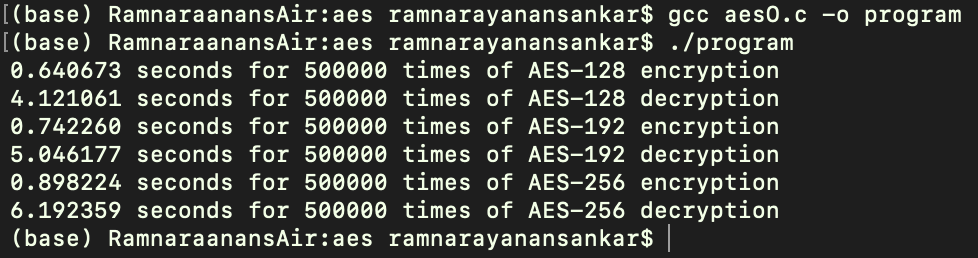 [(base) RamnaraanansAir:aes ramnarayanansankar$ gcc aesO.c -o program
[(base) RamnaraanansAir:aes ramnarayanansankar$ ./program
0.640673 seconds for 500000 times of AES-128 encryption
4.121061 seconds for 500000 times of AES-128 decryption
0.742260 seconds for 500000 times of AES-192 encryption
5.046177 seconds for 500000 times of AES-192 decryption
0.898224 seconds for 500000 times of AES-256 encryption
6.192359 seconds for 500000 times of AES-256 decryption
(base) RamnaraanansAir:aes ramnarayanansankar$